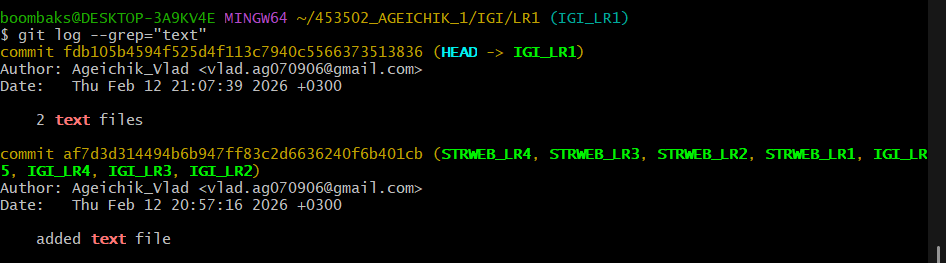 boombaks@DESKTOP-3A9KV4E MINGW64 ~/453502_AGEICHIK_1/IGI/LR1 (IGI_LR1)
$ git log --grep="text"
commit fdb105b4594f525d4f113c7940c5566373513836 (HEAD -> IGI_LR1)
Author: Ageichik_Vlad <vlad.ag070906@gmail.com>
Date:   Thu Feb 12 21:07:39 2026 +0300
    2 text files
commit af7d3d314494b6b947ff83c2d6636240f6b401cb (STRWEB_LR4, STRWEB_LR3, STRWEB_LR2, STRWEB_LR1, IGI_LR
5, IGI_LR4, IGI_LR3, IGI_LR2)
Author: Ageichik_Vlad <vlad.ag070906@gmail.com>
Date:   Thu Feb 12 20:57:16 2026 +0300
    added text file